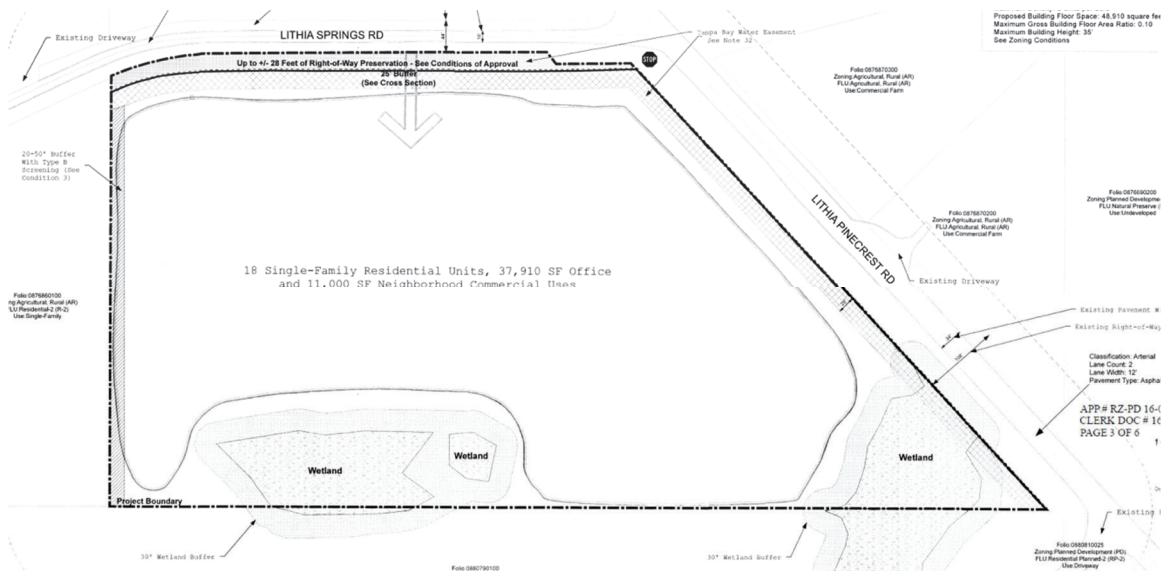 Proposed Building Floor Space: 48,910 square fee
Maximum Gross Building Floor Area Ratio: 0.10
Maximum Building Height: 35'
See Zoning Conditions
Existing Driveway
LITHIA SPRINGS RD
Tampa Bay Water Easement
See Note 32
STOP
Up to +/- 28 Feet of Right-of-Way Preservation - See Conditions of Approval
25' Buffer
(See Cross Section)
Folio:0876870300
Zoning:Agricultural, Rural (AR)
FLU:Agricultural, Rural (AR)
Use:Commercial Farm
20-50' Buffer
With Type B
Screening (See
Condition 3)
Folio:0876690200
Zoning:Planned Developme
FLU:Natural Preserve (
Use:Undeveloped
LITHIA PINECREST RD
Folio:0876870200
Zoning:Agricultural, Rural (AR)
FLU:Agricultural, Rural (AR)
Use:Commercial Farm
Existing Driveway
18 Single-Family Residential Units, 37,910 SF Office
and 11,000 SF Neighborhood Commercial Uses
Folio:0876860100
ng:Agricultural, Rural (AR)
FLU:Residential-2 (R-2)
Use:Single-Family
Existing Pavement W
Existing Right-of-Way
Classification: Arterial
Lane Count: 2
Lane Width: 12'
Pavement Type: Aspha
APP# RZ-PD 16-0
CLERK DOC # 16
PAGE 3 OF 6
Wetland
Wetland
Wetland
Project Boundary
Existing
30' Wetland Buffer
30' Wetland Buffer
Folio:0880810025
Zoning:Planned Development (PD)
FLU:Residential Planned-2 (RP-2)
Use:Driveway
Folio:0880790100